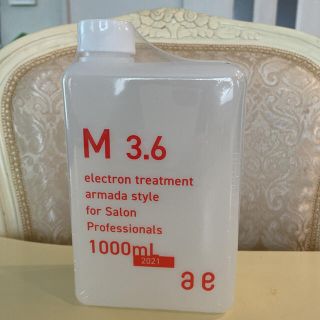 M 3.6
electron treatment
armada style
for Salon
Professionals
1000mL
2021
ae